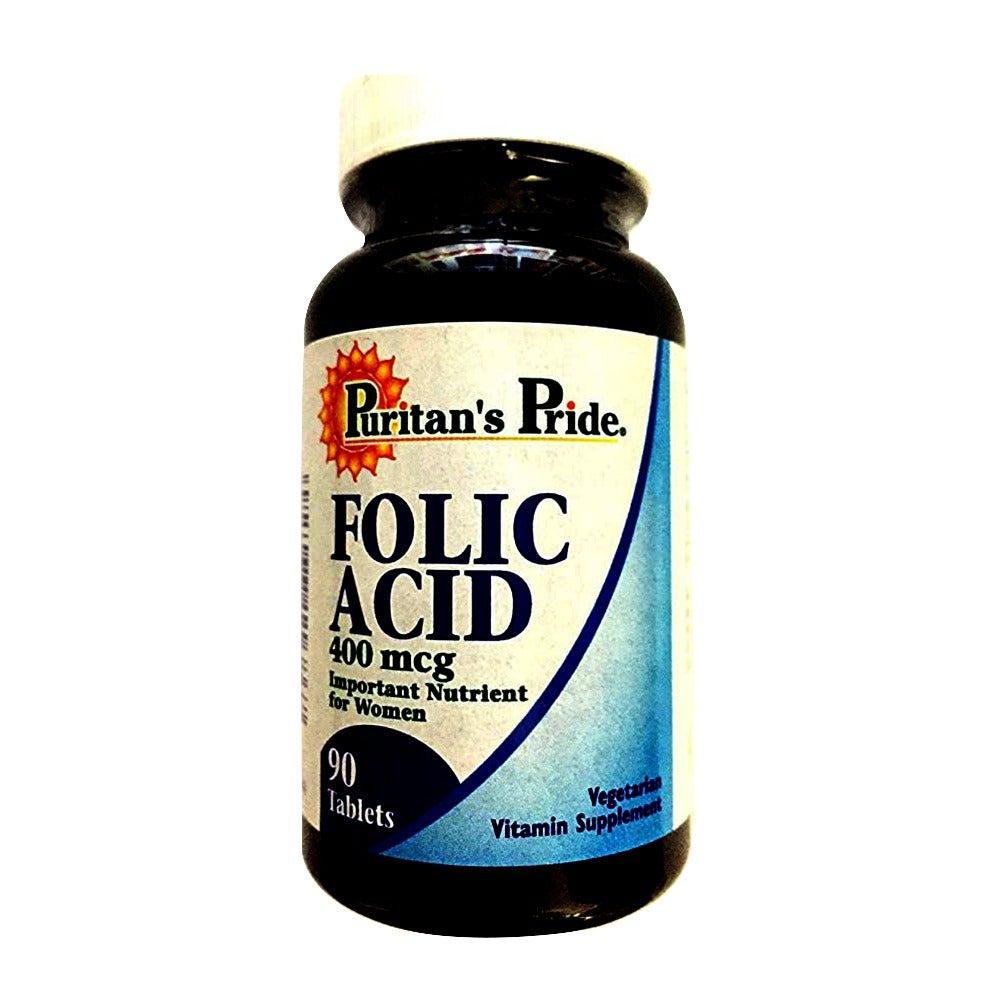 Puritan's Pride.
FOLIC
ACID
400 mcg
Important Nutrient
for Women
90
Tablets
Vegetarian
Vitamin Supplement